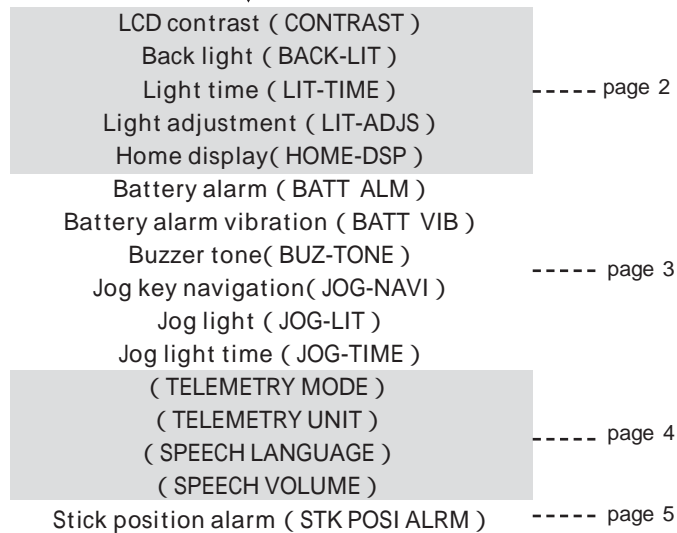 LCD contrast ( CONTRAST )
Back light ( BACK-LIT )
Light time ( LIT-TIME )
----- page 2
Light adjustment ( LIT-ADJS )
Home display( HOME-DSP )
Battery alarm ( BATT ALM )
Battery alarm vibration ( BATT VIB )
Buzzer tone( BUZ-TONE )
----- page 3
Jog key navigation( JOG-NAVI )
Jog light ( JOG-LIT )
Jog light time ( JOG-TIME )
( TELEMETRY MODE )
( TELEMETRY UNIT )
----- page 4
( SPEECH LANGUAGE )
( SPEECH VOLUME )
Stick position alarm ( STK POSI ALRM ) ----- page 5